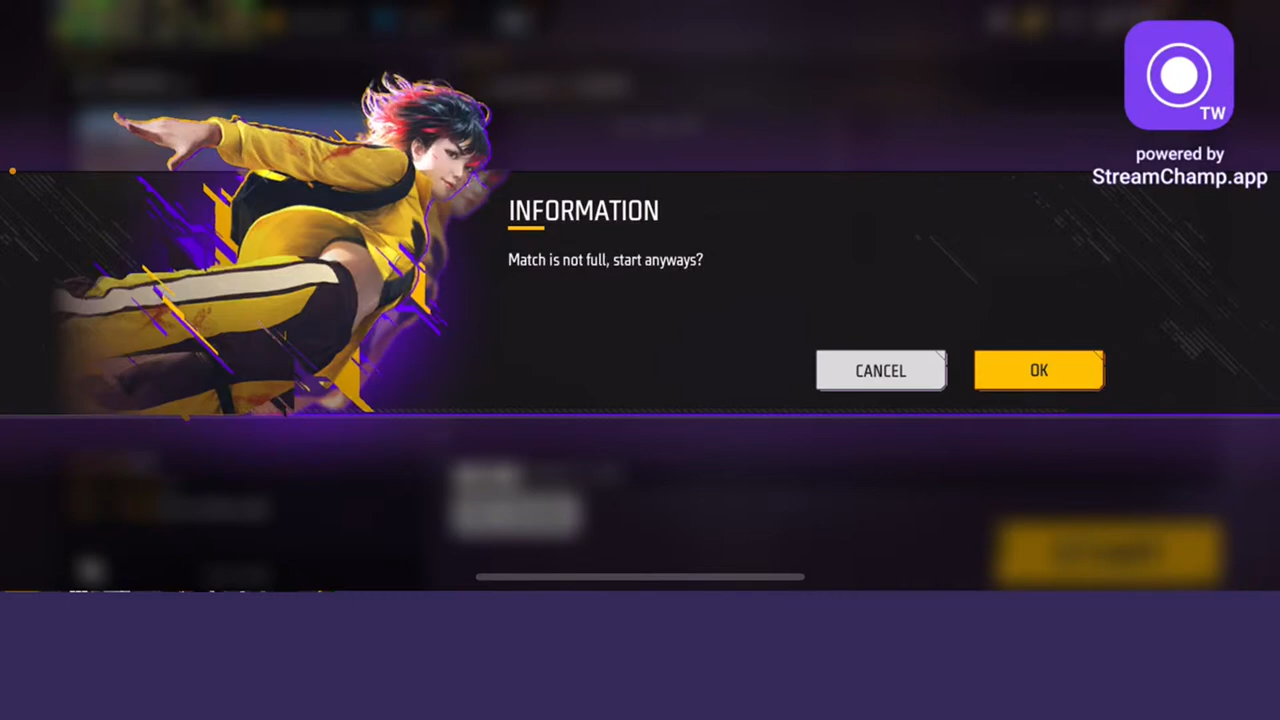 TW
powered by
StreamChamp.app
INFORMATION
Match is not full, start anyways?
CANCEL
OK